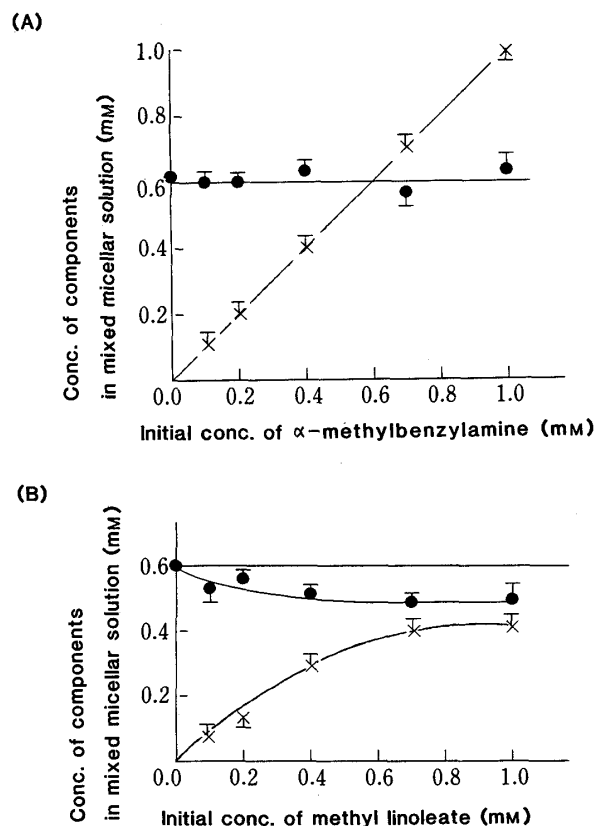 (A)
Conc. of components
in mixed micellar solution (mM)
1.0
0.8
0.6
0.4
0.2
0.0 0.2 0.4 0.6 0.8 1.0
Initial conc. of α-methylbenzylamine (mM)
(B)
Conc. of components
in mixed micellar solution (mM)
0.6
0.4
0.2
0.0 0.2 0.4 0.6 0.8 1.0
Initial conc. of methyl linoleate (mM)